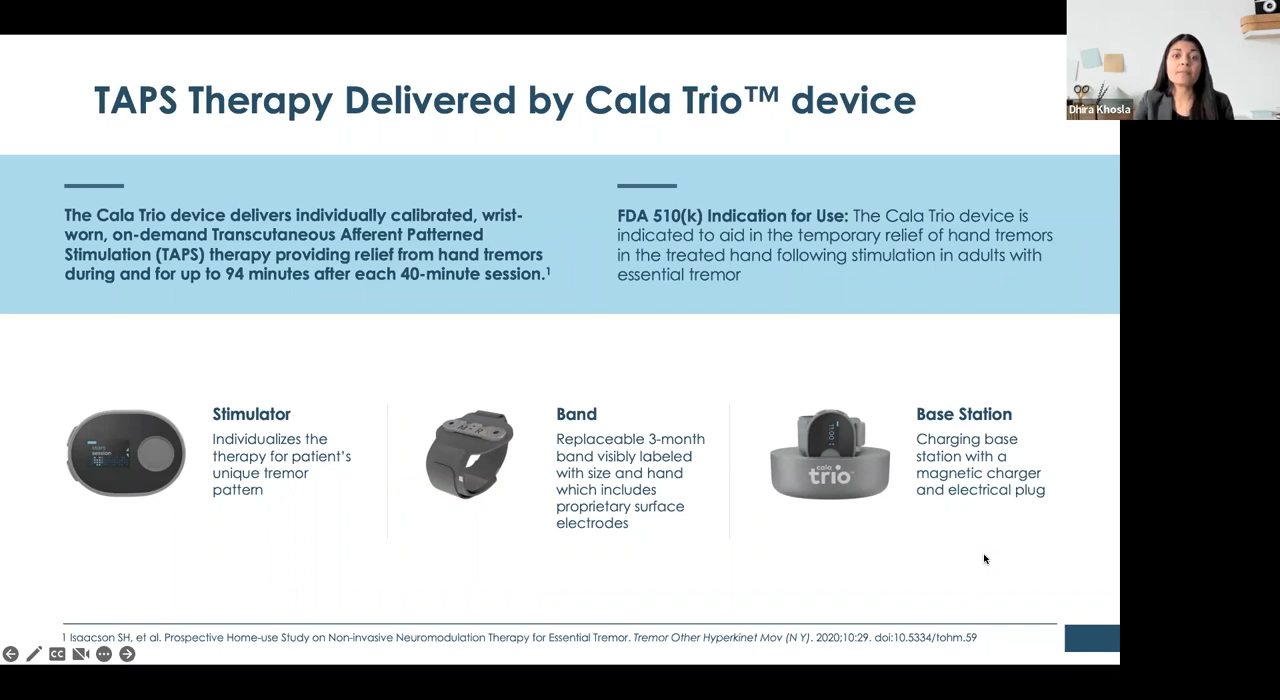 TAPS Therapy Delivered by Cala Trio™ device
Dhira Khosla
The Cala Trio device delivers individually calibrated, wrist-
worn, on-demand Transcutaneous Afferent Patterned
Stimulation (TAPS) therapy providing relief from hand tremors
during and for up to 94 minutes after each 40-minute session.¹
FDA 510(k) Indication for Use: The Cala Trio device is
indicated to aid in the temporary relief of hand tremors
in the treated hand following stimulation in adults with
essential tremor
session
Stimulator
Individualizes the
therapy for patient's
unique tremor
pattern
Band
Replaceable 3-month
band visibly labeled
with size and hand
which includes
proprietary surface
electrodes
11:00
cala
trio™
Base Station
Charging base
station with a
magnetic charger
and electrical plug
1 Isaacson SH, et al. Prospective Home-use Study on Non-invasive Neuromodulation Therapy for Essential Tremor. Tremor Other Hyperkinet Mov (N Y). 2020;10:29. doi:10.5334/tohm.59
CC